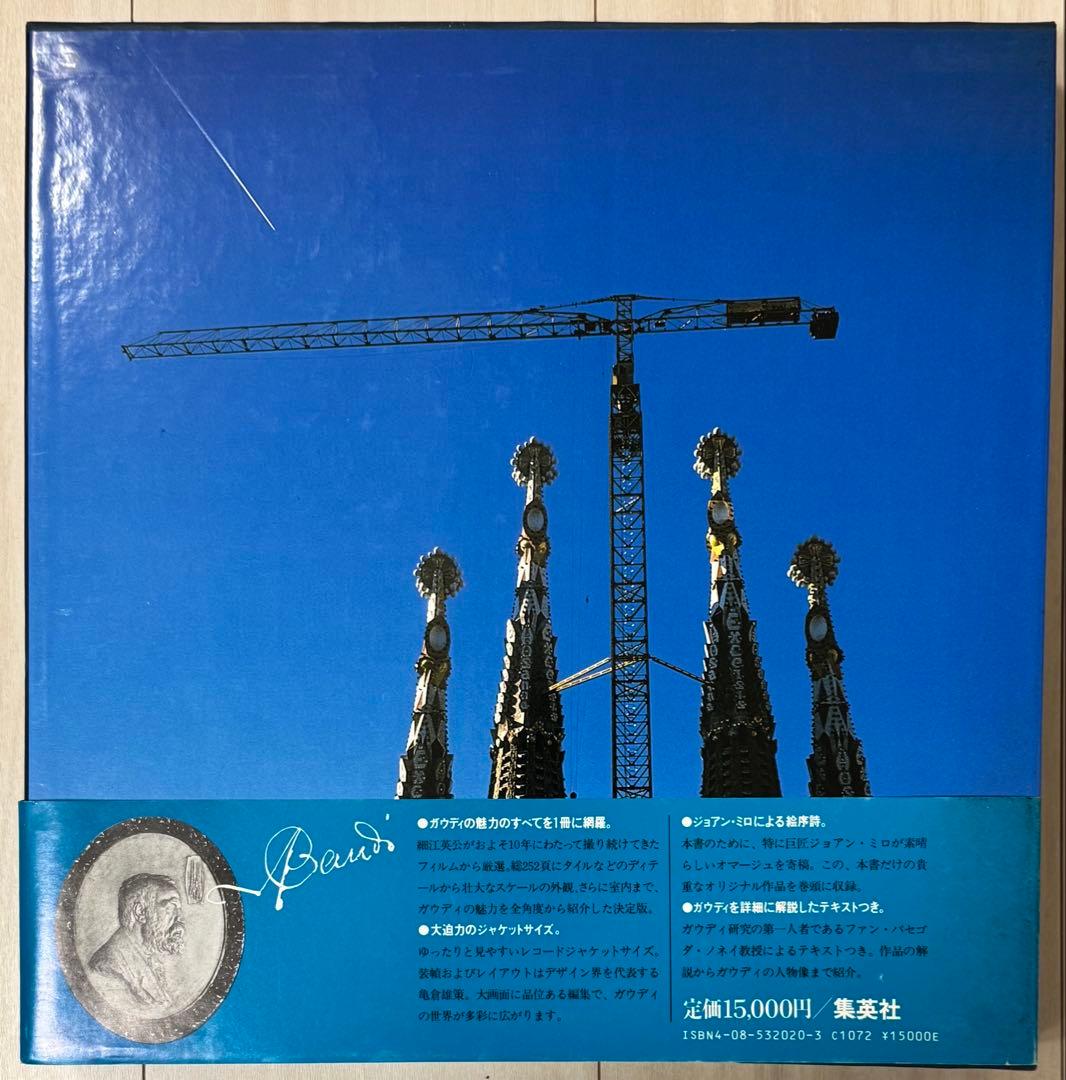 Hosanna
Excelsis
Gaudí
●ガウディの魅力のすべてを1冊に網羅。
細江英公がおよそ10年にわたって撮り続けてきた
フィルムから厳選。総252頁にタイルなどのディテ
ールから壮大なスケールの外観、さらに室内まで、
ガウディの魅力を全角度から紹介した決定版。
●大迫力のジャケットサイズ。
ゆったりと見やすいレコードジャケットサイズ。
装幀およびレイアウトはデザイン界を代表する
亀倉雄策。大画面に品位ある編集で、ガウディ
の世界が多彩に広がります。
●ジョアン・ミロによる絵序詩。
本書のために、特に巨匠ジョアン・ミロが素晴
らしいオマージュを寄稿。この、本書だけの貴
重なオリジナル作品を巻頭に収録。
●ガウディを詳細に解説したテキストつき。
ガウディ研究の第一人者であるファン・バセゴ
ダ・ノネイ教授によるテキストつき。作品の解
説からガウディの人物像まで紹介。
定価15,000円／集英社
ISBN4-08-532020-3 C1072 ¥15000E